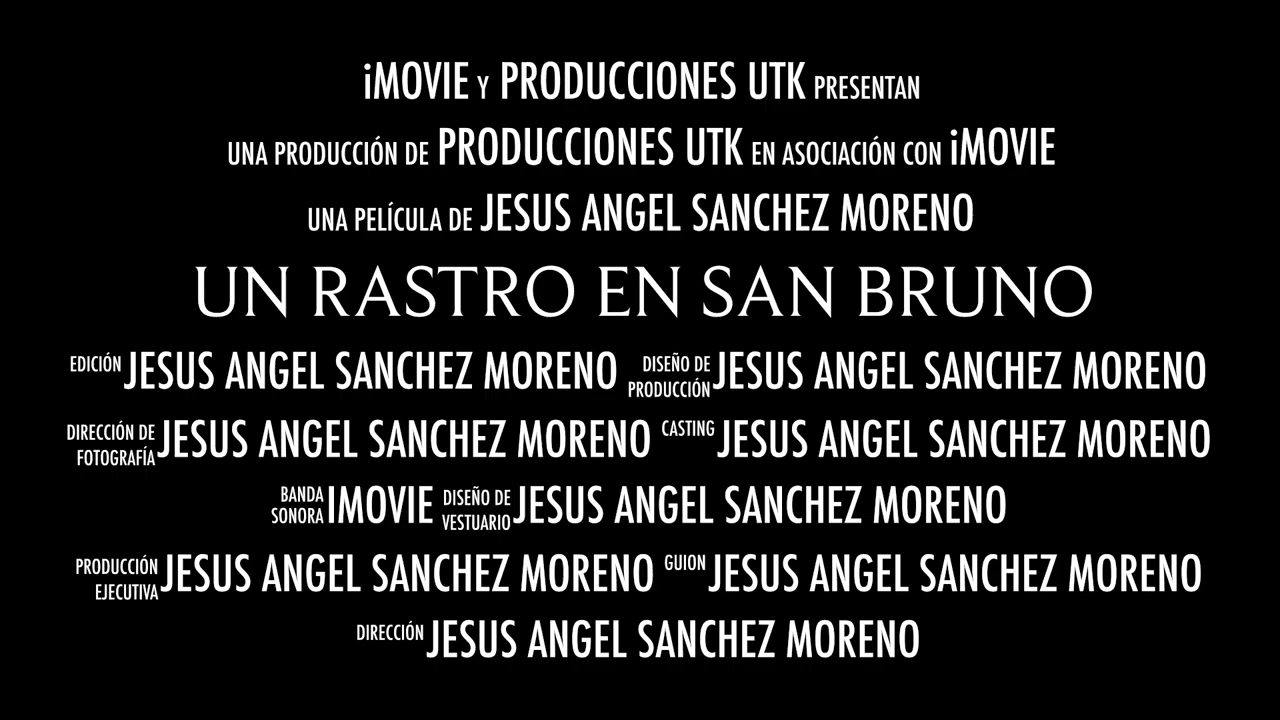 iMOVIE Y PRODUCCIONES UTK PRESENTAN
UNA PRODUCCIÓN DE PRODUCCIONES UTK EN ASOCIACIÓN CON iMOVIE
UNA PELÍCULA DE JESUS ANGEL SANCHEZ MORENO
UN RASTRO EN SAN BRUNO
EDICIÓN JESUS ANGEL SANCHEZ MORENO DISEÑO DE PRODUCCIÓN JESUS ANGEL SANCHEZ MORENO
DIRECCIÓN DE FOTOGRAFÍA JESUS ANGEL SANCHEZ MORENO CASTING JESUS ANGEL SANCHEZ MORENO
BANDA SONORA IMOVIE DISEÑO DE VESTUARIO JESUS ANGEL SANCHEZ MORENO
PRODUCCIÓN EJECUTIVA JESUS ANGEL SANCHEZ MORENO GUION JESUS ANGEL SANCHEZ MORENO
DIRECCIÓN JESUS ANGEL SANCHEZ MORENO